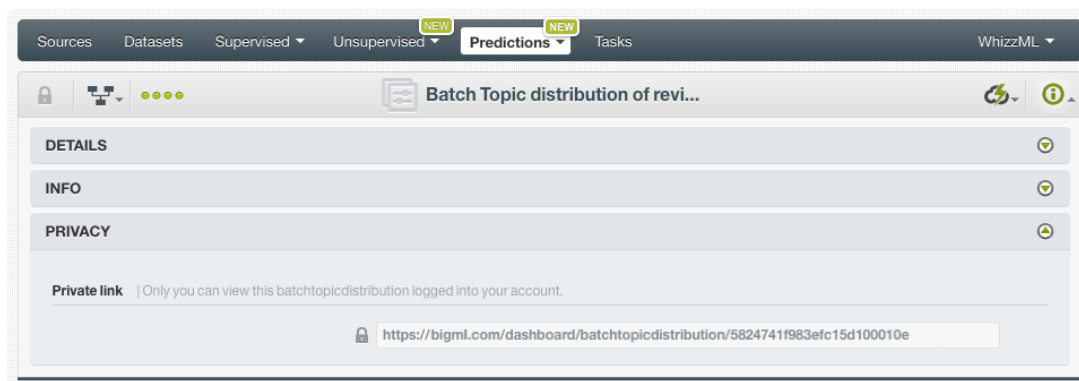 NEW NEW
Sources Datasets Supervised Unsupervised Predictions Tasks WhizzML
Batch Topic distribution of revi...
DETAILS
INFO
PRIVACY
Private link | Only you can view this batchtopicdistribution logged into your account.
https://bigml.com/dashboard/batchtopicdistribution/5824741f983efc15d100010e